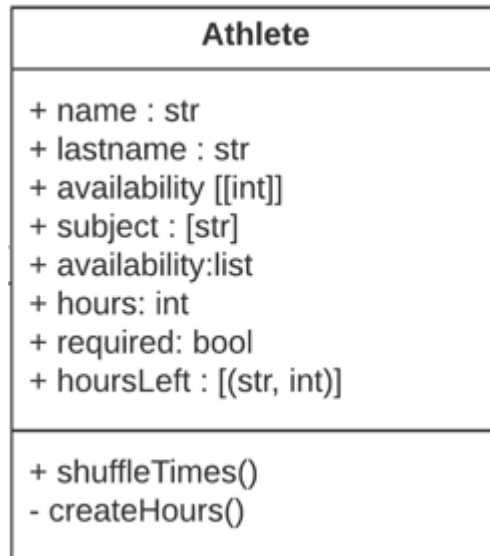 Athlete
+ name : str
+ lastname : str
+ availability [[int]]
+ subject : [str]
+ availability:list
+ hours: int
+ required: bool
+ hoursLeft : [(str, int)]
+ shuffleTimes()
- createHours()